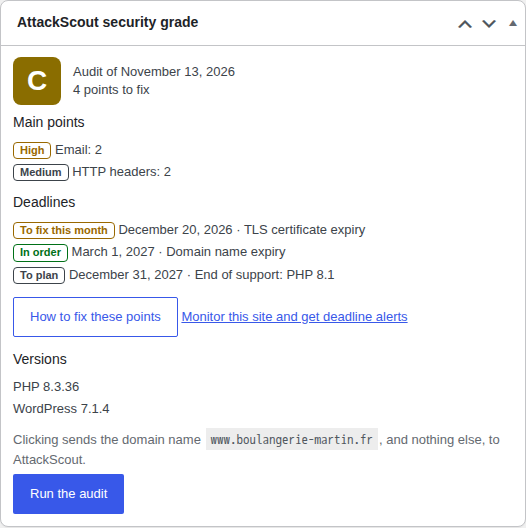 AttackScout security grade
C
Audit of November 13, 2026
4 points to fix
Main points
High Email: 2
Medium HTTP headers: 2
Deadlines
To fix this month December 20, 2026 · TLS certificate expiry
In order March 1, 2027 · Domain name expiry
To plan December 31, 2027 · End of support: PHP 8.1
How to fix these points Monitor this site and get deadline alerts
Versions
PHP 8.3.36
WordPress 7.1.4
Clicking sends the domain name www.boulangerie-martin.fr , and nothing else, to
AttackScout.
Run the audit